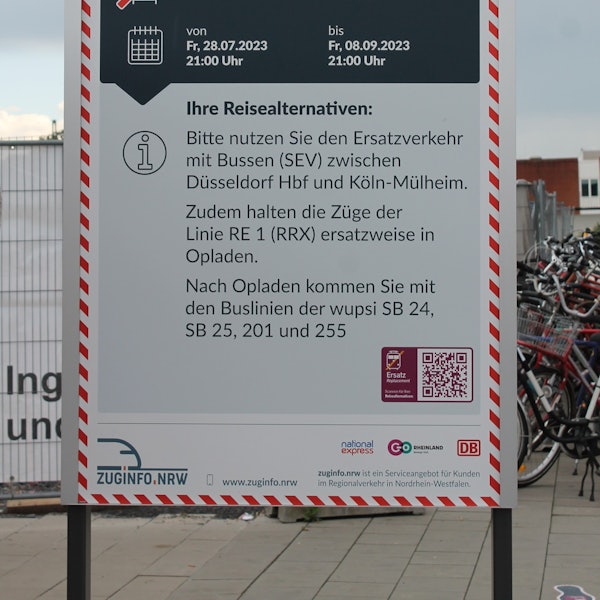 von bis
Fr, 28.07.2023 Fr, 08.09.2023
21:00 Uhr 21:00 Uhr
Ihre Reisealternativen:
Bitte nutzen Sie den Ersatzverkehr
mit Bussen (SEV) zwischen
Düsseldorf Hbf und Köln-Mülheim.
Zudem halten die Züge der
Linie RE 1 (RRX) ersatzweise in
Opladen.
Nach Opladen kommen Sie mit
den Buslinien der wupsi SB 24,
SB 25, 201 und 255
Ersatz
Replacement
Ing
und
ZUGINFO.NRW
www.zuginfo.nrw
national
express
GO RHEINLAND
DB
zuginfo.nrw ist ein Serviceangebot für Kunden
im Regionalverkehr in Nordrhein-Westfalen.